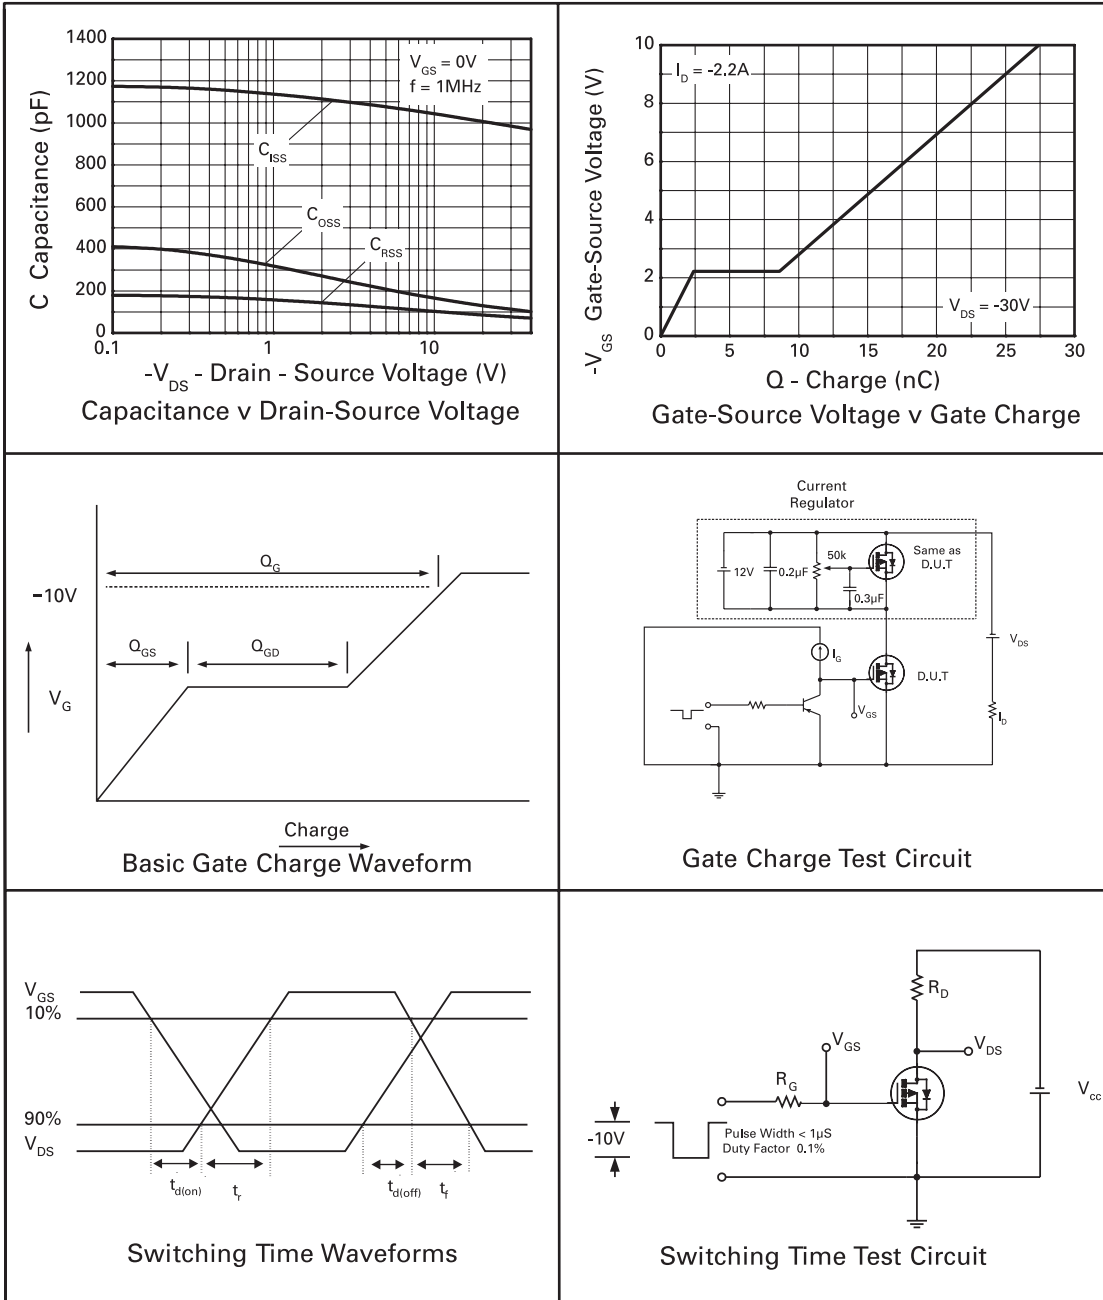 1400
1200
1000
800
600
400
200
0
C Capacitance (pF)
V_GS = 0V
f = 1MHz
C_ISS
C_OSS
C_RSS
0.1 1 10
-V_DS - Drain - Source Voltage (V)
Capacitance v Drain-Source Voltage
10
8
6
4
2
0
-V_GS Gate-Source Voltage (V)
I_D = -2.2A
V_DS = -30V
0 5 10 15 20 25 30
Q - Charge (nC)
Gate-Source Voltage v Gate Charge
Q_G
-10V
Q_GS Q_GD
V_G
Charge
Basic Gate Charge Waveform
Current
Regulator
12V
0.2µF
50k
0.3µF
Same as
D.U.T
I_G
V_GS
D.U.T
V_DS
I_D
Gate Charge Test Circuit
V_GS
10%
90%
V_DS
t_d(on) t_r t_d(off) t_f
Switching Time Waveforms
R_D
V_GS
V_DS
R_G
V_cc
-10V
Pulse Width < 1µS
Duty Factor 0.1%
Switching Time Test Circuit